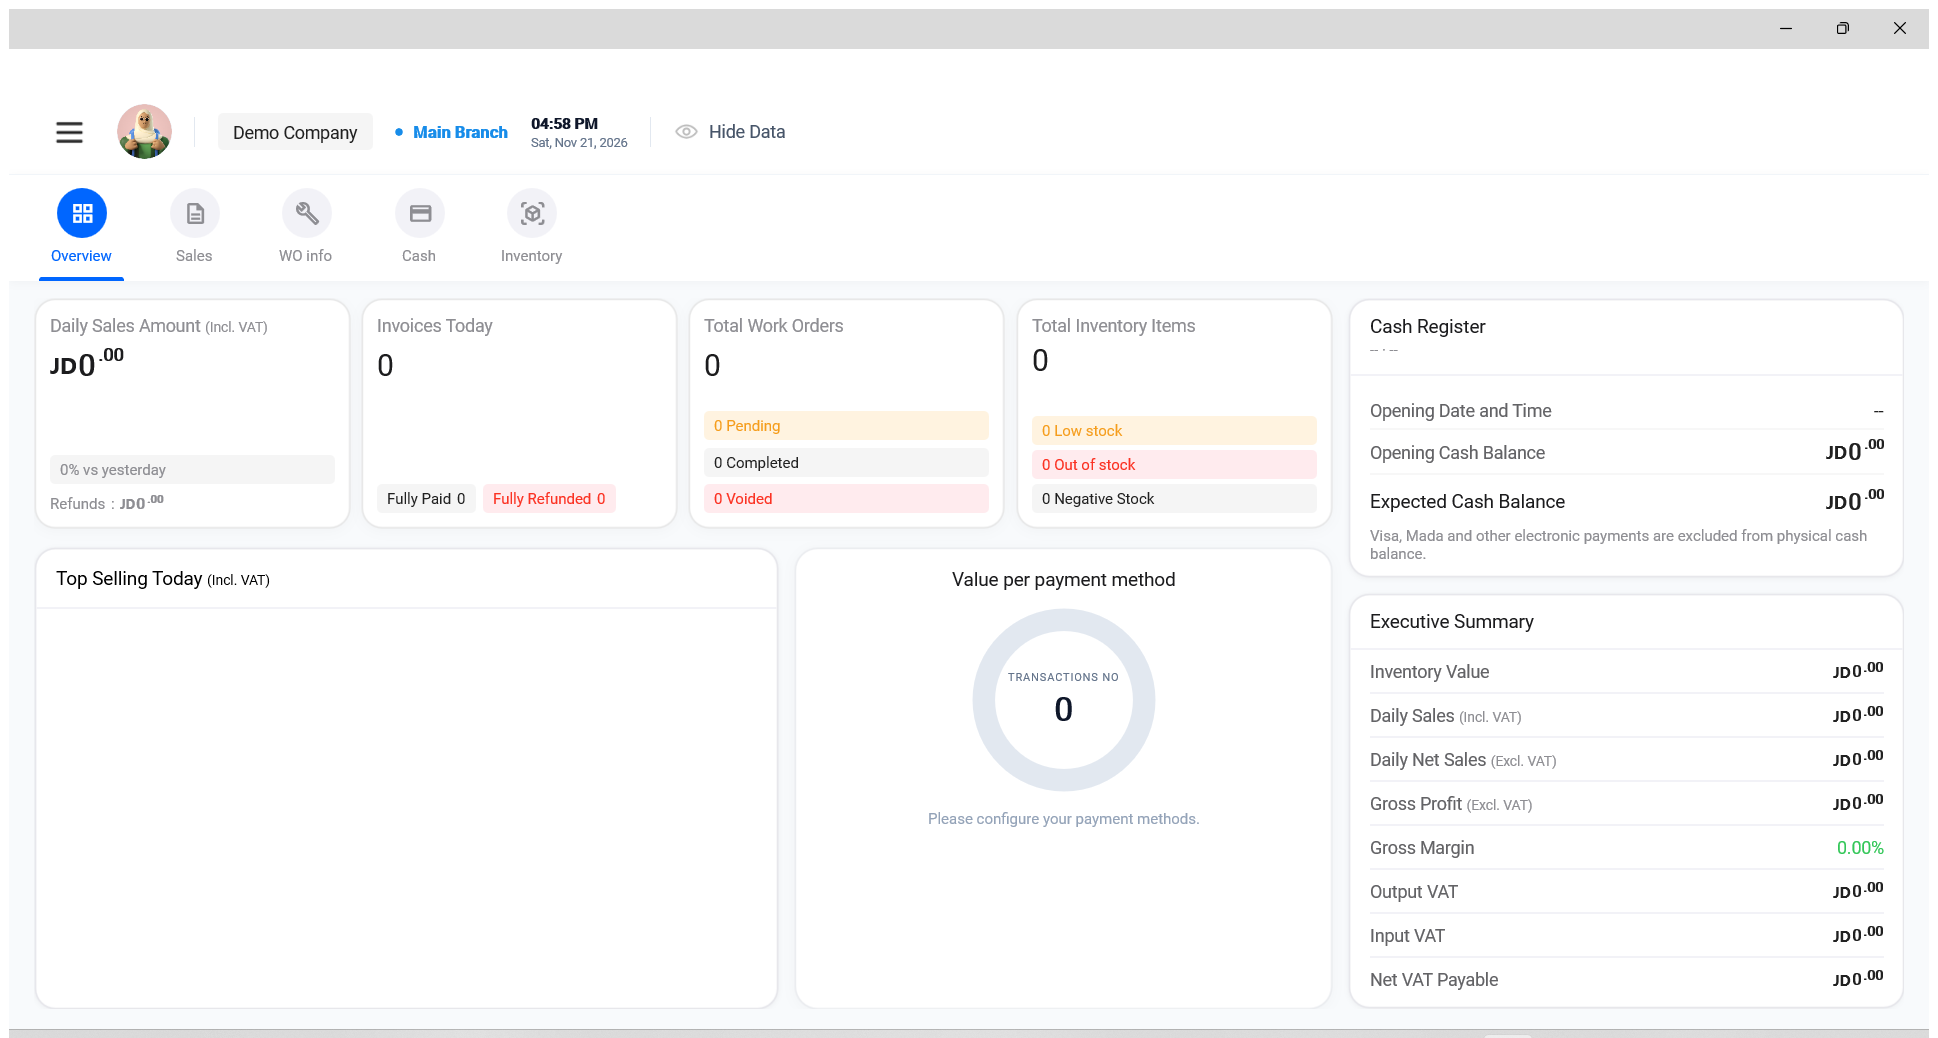 Demo Company
Main Branch
04:58 PM
Sat, Nov 21, 2026
Hide Data
Overview
Sales
WO info
Cash
Inventory
Daily Sales Amount (Incl. VAT)
JD0.00
0% vs yesterday
Refunds : JD0.00
Invoices Today
0
Fully Paid 0
Fully Refunded 0
Total Work Orders
0
0 Pending
0 Completed
0 Voided
Total Inventory Items
0
0 Low stock
0 Out of stock
0 Negative Stock
Cash Register
-- · --
Opening Date and Time --
Opening Cash Balance JD0.00
Expected Cash Balance JD0.00
Visa, Mada and other electronic payments are excluded from physical cash
balance.
Top Selling Today (Incl. VAT)
Value per payment method
TRANSACTIONS NO
0
Please configure your payment methods.
Executive Summary
Inventory Value JD0.00
Daily Sales (Incl. VAT) JD0.00
Daily Net Sales (Excl. VAT) JD0.00
Gross Profit (Excl. VAT) JD0.00
Gross Margin 0.00%
Output VAT JD0.00
Input VAT JD0.00
Net VAT Payable JD0.00